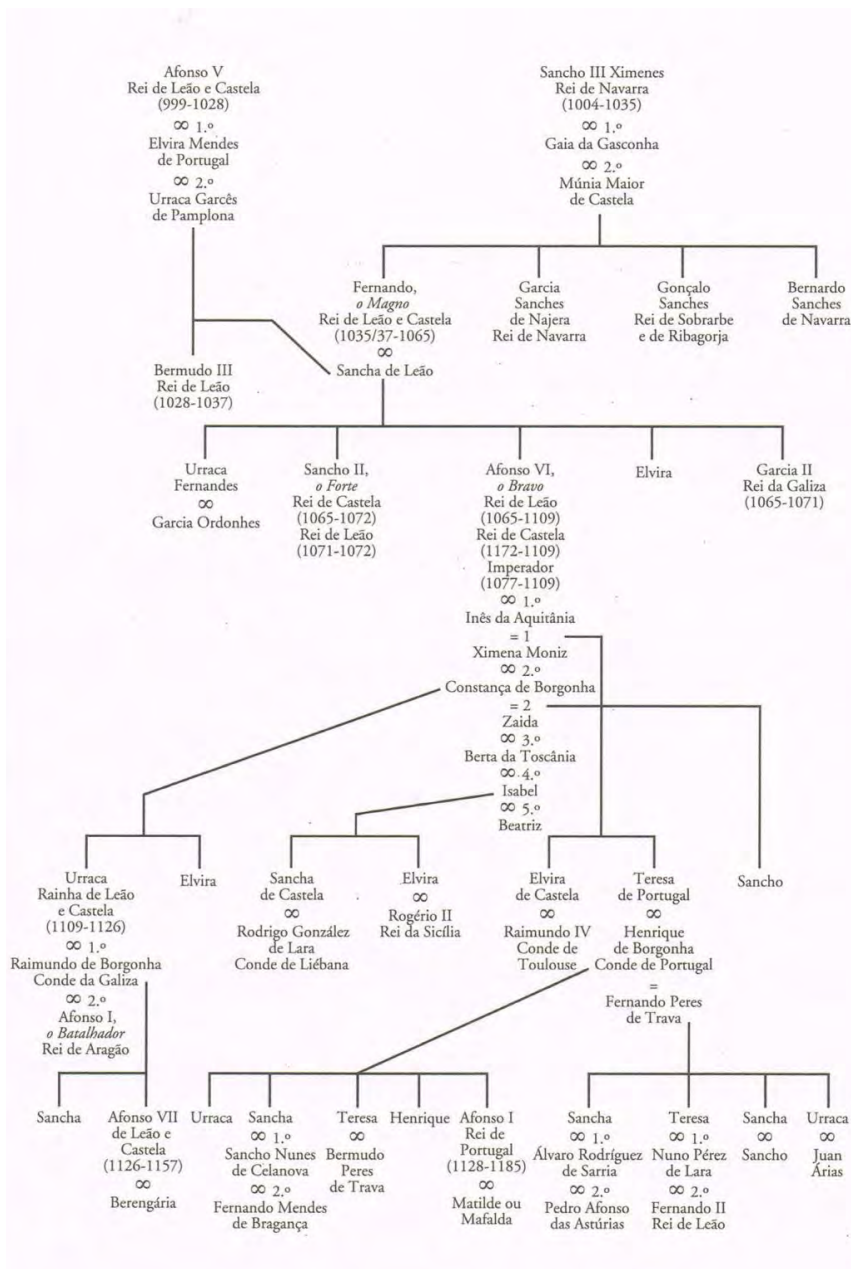 Afonso V
Rei de Leão e Castela
(999-1028)
∞ 1.º
Elvira Mendes
de Portugal
∞ 2.º
Urraca Garcês
de Pamplona
Sancho III Ximenes
Rei de Navarra
(1004-1035)
∞ 1.º
Gaia da Gasconha
∞ 2.º
Múnia Maior
de Castela
Fernando,
o Magno
Rei de Leão e Castela
(1035/37-1065)
∞
Sancha de Leão
Garcia
Sanches
de Najera
Rei de Navarra
Gonçalo
Sanches
Rei de Sobrarbe
e de Ribagorja
Bernardo
Sanches
de Navarra
Bermudo III
Rei de Leão
(1028-1037)
Urraca
Fernandes
∞
Garcia Ordonhes
Sancho II,
o Forte
Rei de Castela
(1065-1072)
Rei de Leão
(1071-1072)
Afonso VI,
o Bravo
Rei de Leão
(1065-1109)
Rei de Castela
(1172-1109)
Imperador
(1077-1109)
∞ 1.º
Inês da Aquitânia
= 1
Ximena Moniz
∞ 2.º
Constança de Borgonha
= 2
Zaida
∞ 3.º
Berta da Toscânia
∞ 4.º
Isabel
∞ 5.º
Beatriz
Elvira
Garcia II
Rei da Galiza
(1065-1071)
Urraca
Rainha de Leão
e Castela
(1109-1126)
∞ 1.º
Raimundo de Borgonha
Conde da Galiza
∞ 2.º
Afonso I,
o Batalhador
Rei de Aragão
Elvira
Sancha
de Castela
∞
Rodrigo González
de Lara
Conde de Liébana
Elvira
∞
Rogério II
Rei da Sicília
Elvira
de Castela
∞
Raimundo IV
Conde de
Toulouse
Teresa
de Portugal
∞
Henrique
de Borgonha
Conde de Portugal
=
Fernando Peres
de Trava
Sancho
Sancha
Afonso VII
de Leão e
Castela
(1126-1157)
∞
Berengária
Urraca
Sancha
∞ 1.º
Sancho Nunes
de Celanova
∞ 2.º
Fernando Mendes
de Bragança
Teresa
∞
Bermudo
Peres
de Trava
Henrique
Afonso I
Rei de
Portugal
(1128-1185)
∞
Matilde ou
Mafalda
Sancha
∞ 1.º
Álvaro Rodríguez
de Sarria
∞ 2.º
Pedro Afonso
das Astúrias
Teresa
∞ 1.º
Nuno Pérez
de Lara
∞ 2.º
Fernando II
Rei de Leão
Sancha
∞
Sancho
Urraca
∞
Juan
Árias